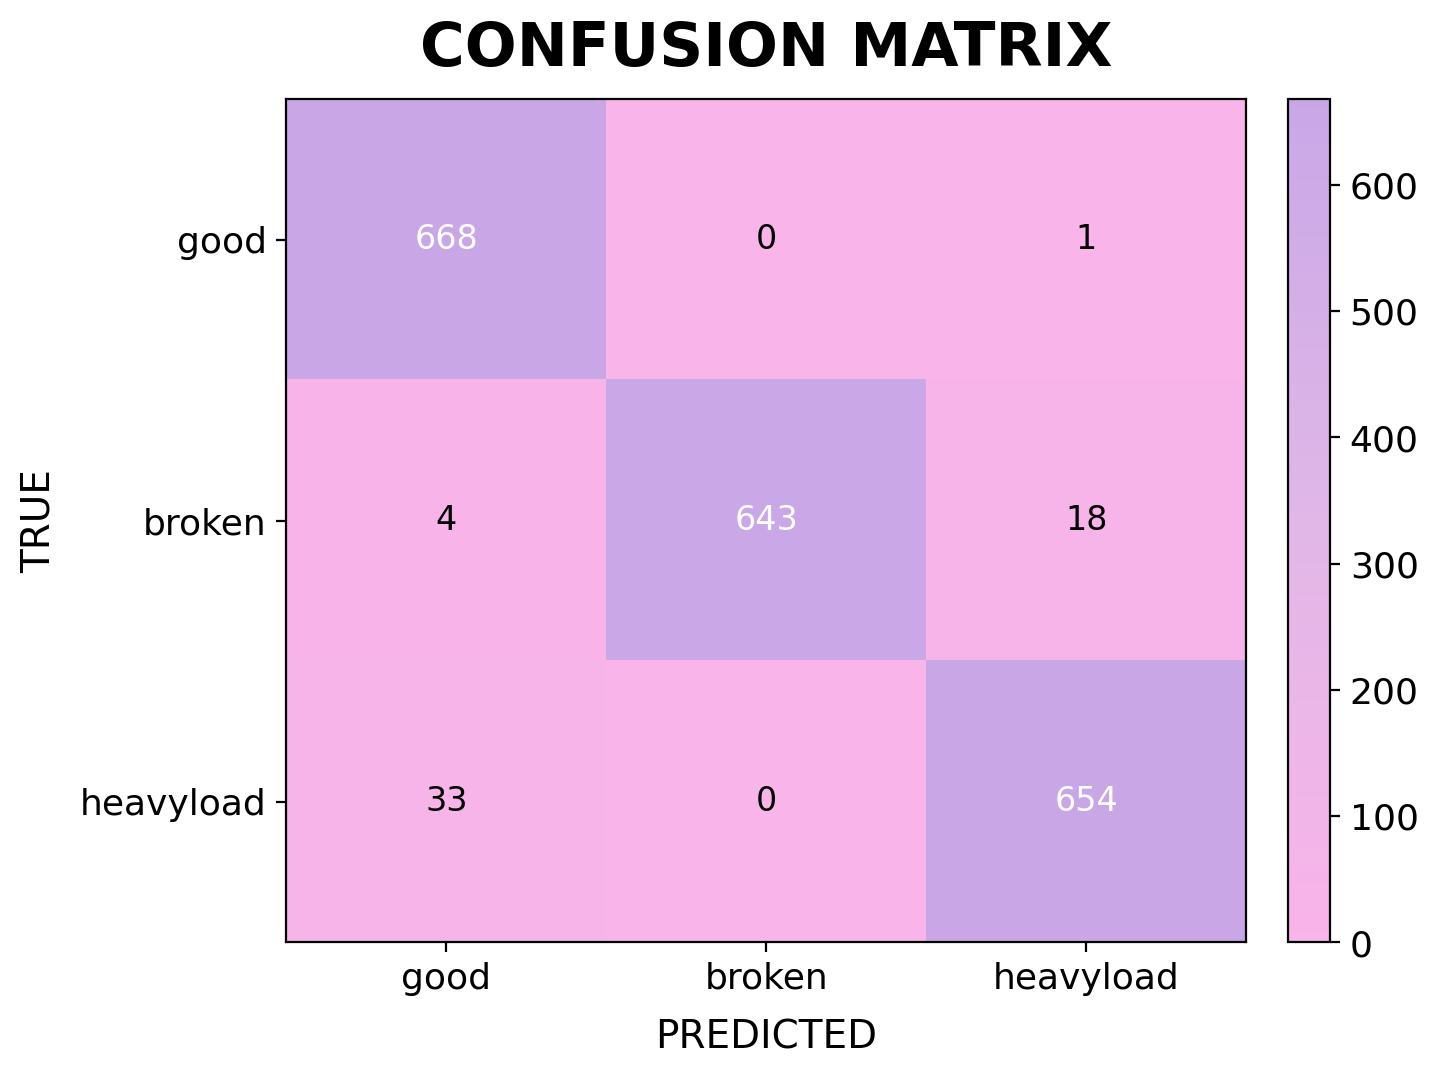 CONFUSION MATRIX
good
broken
heavyload
TRUE
668 0 1
4 643 18
33 0 654
good broken heavyload
PREDICTED
600
500
400
300
200
100
0